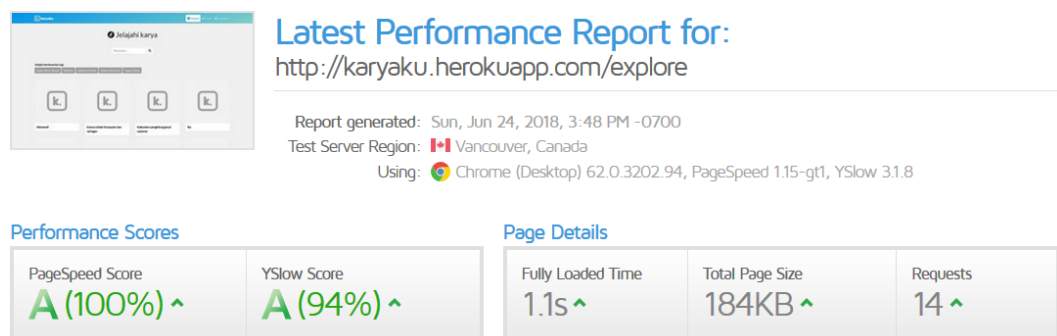 Jelajahi karya
Latest Performance Report for:
http://karyaku.herokuapp.com/explore
Report generated: Sun, Jun 24, 2018, 3:48 PM -0700
Test Server Region: Vancouver, Canada
Using: Chrome (Desktop) 62.0.3202.94, PageSpeed 1.15-gt1, YSlow 3.1.8
k. k. k. k.
Performance Scores
Page Details
PageSpeed Score YSlow Score Fully Loaded Time Total Page Size Requests
A (100%) A (94%) 1.1s 184KB 14